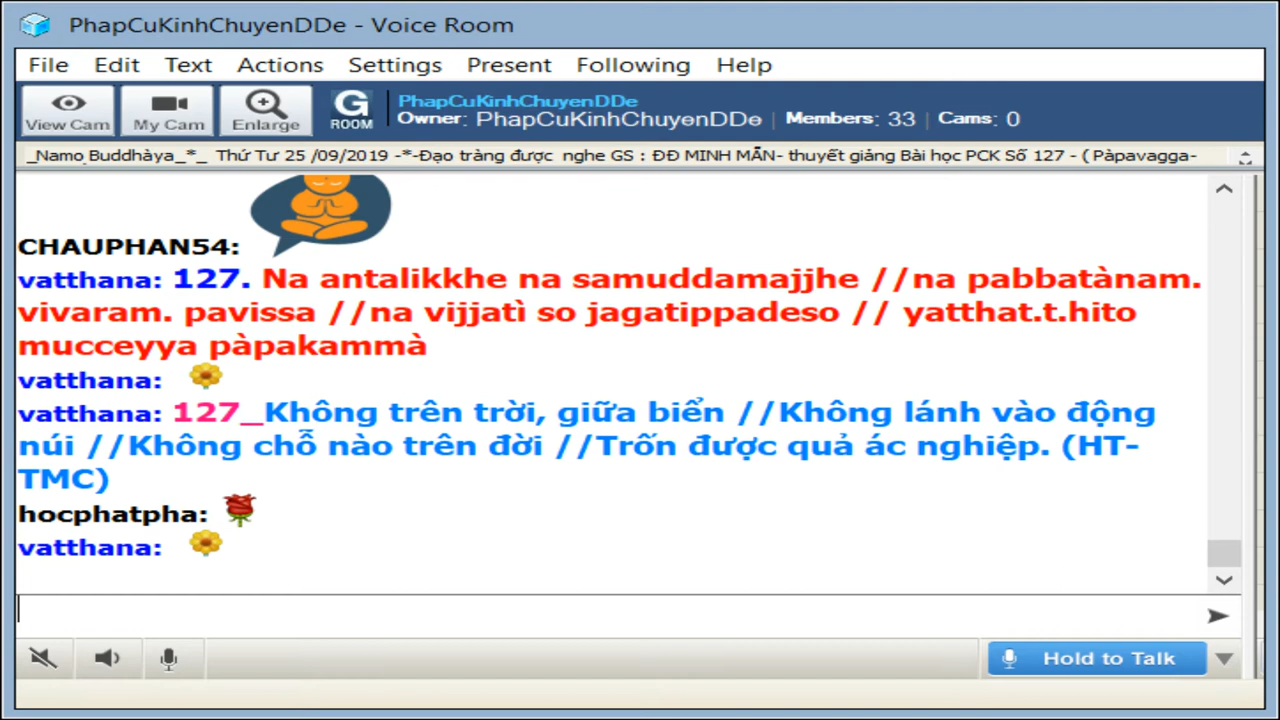 PhapCuKinhChuyenDDe - Voice Room
File Edit Text Actions Settings Present Following Help
View Cam My Cam Enlarge G ROOM
PhapCuKinhChuyenDDe
Owner: PhapCuKinhChuyenDDe | Members: 33 | Cams: 0
_Namo_Buddhàya_*_ Thứ Tư 25 /09/2019 -*-Đạo tràng được nghe GS : ĐĐ MINH MẪN- thuyết giảng Bài học PCK Số 127 - ( Pàpavagga-
CHAUPHAN54:
vatthana: 127. Na antalikkhe na samuddamajjhe //na pabbatànam.
vivaram. pavissa //na vijjatì so jagatippadeso // yatthat.t.hito
mucceyya pàpakammà
vatthana:
vatthana: 127_Không trên trời, giữa biển //Không lánh vào động
núi //Không chỗ nào trên đời //Trốn được quả ác nghiệp. (HT-
TMC)
hocphatpha:
vatthana:
Hold to Talk